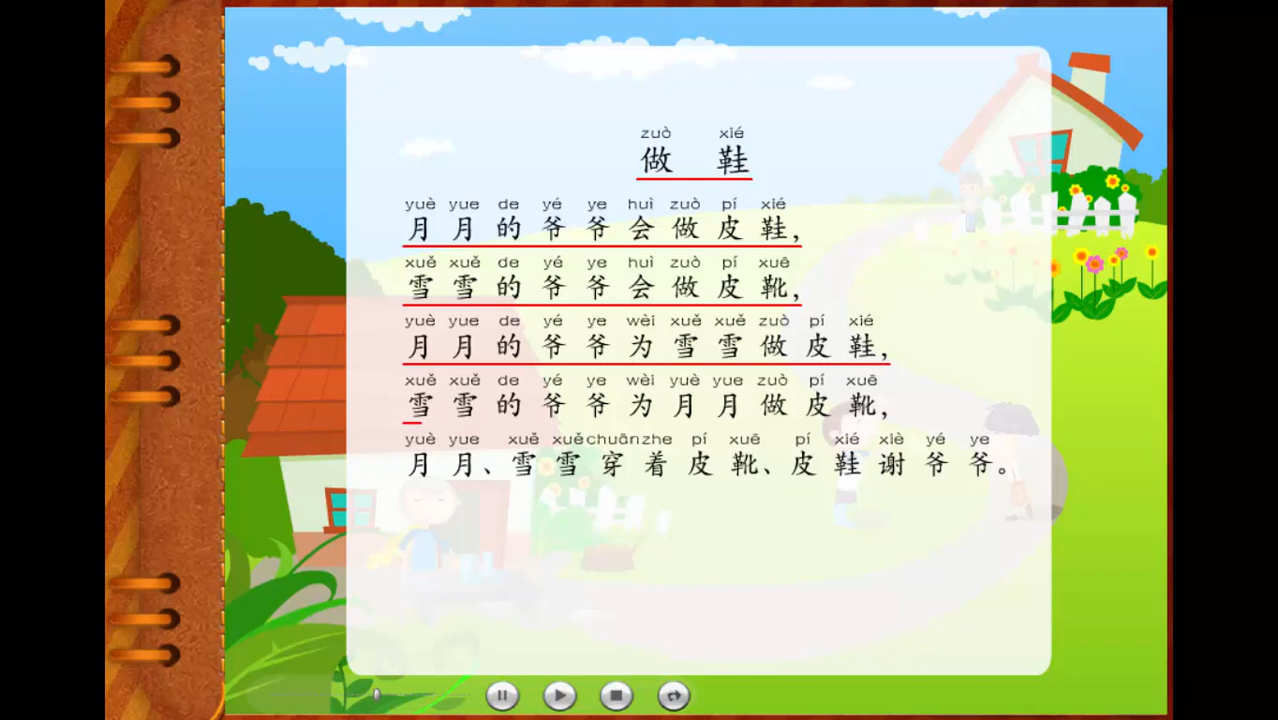 zuò xié
做 鞋
yuè yue de yé ye huì zuò pí xié
月 月 的 爷 爷 会 做 皮 鞋，
xuě xuě de yé ye huì zuò pí xuē
雪 雪 的 爷 爷 会 做 皮 靴，
yuè yue de yé ye wèi xuě xuě zuò pí xié
月 月 的 爷 爷 为 雪 雪 做 皮 鞋，
xuě xuě de yé ye wèi yuè yue zuò pí xuē
雪 雪 的 爷 爷 为 月 月 做 皮 靴，
yuè yue xuě xuě chuān zhe pí xuē pí xié xiè yé ye
月 月、雪 雪 穿 着 皮 靴、皮 鞋 谢 爷 爷。